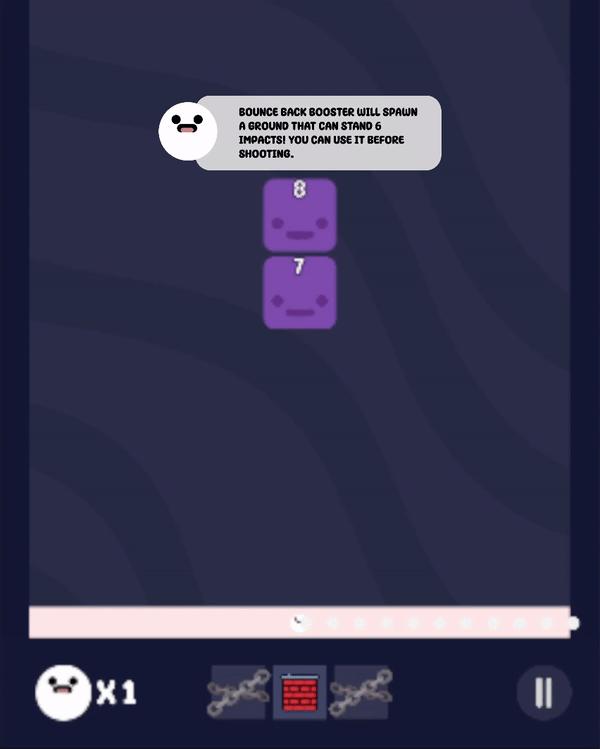 BOUNCE BACK BOOSTER WILL SPAWN
A GROUND THAT CAN STAND 6
IMPACTS! YOU CAN USE IT BEFORE
SHOOTING.
8
7
X1